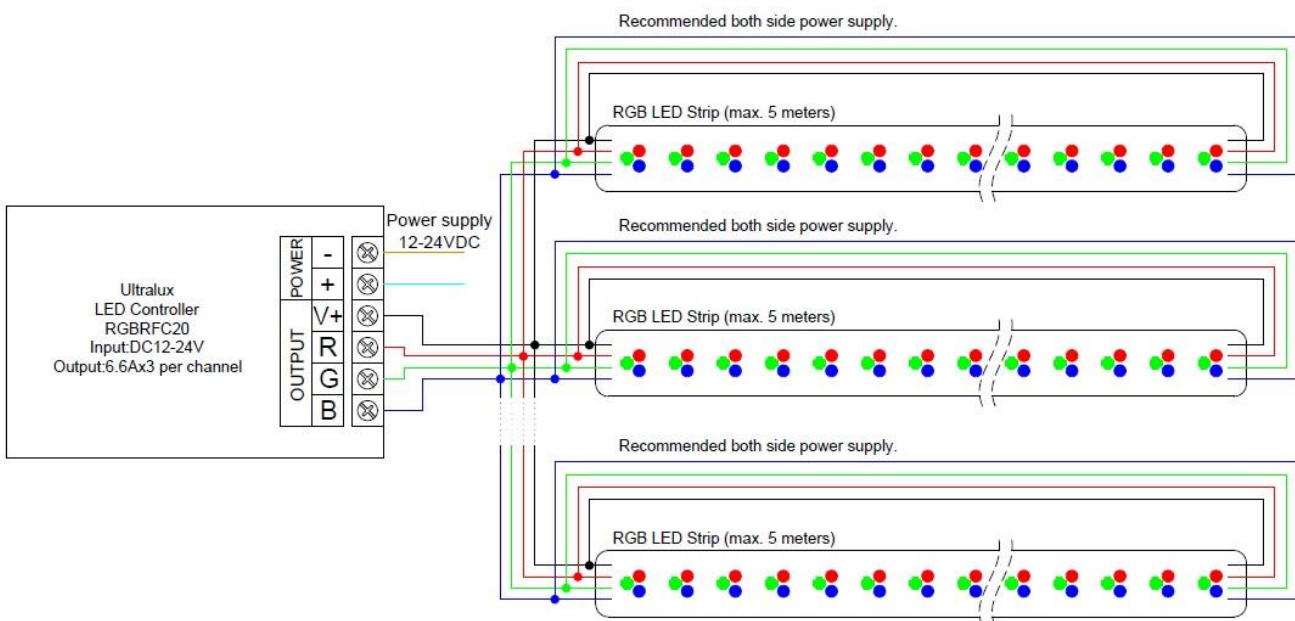 Recommended both side power supply.
RGB LED Strip (max. 5 meters)
Power supply
12-24VDC
Recommended both side power supply.
POWER
-
+
Ultralux
LED Controller
RGBRFC20
Input:DC12-24V
Output:6.6Ax3 per channel
OUTPUT
V+
R
G
B
RGB LED Strip (max. 5 meters)
Recommended both side power supply.
RGB LED Strip (max. 5 meters)